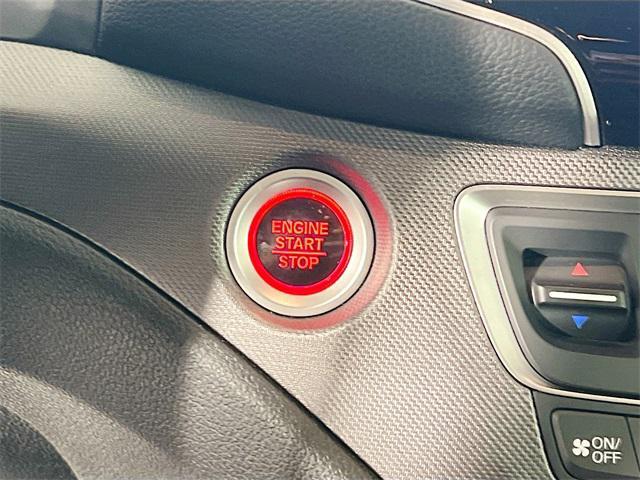 ENGINE
START
STOP
ON/
OFF